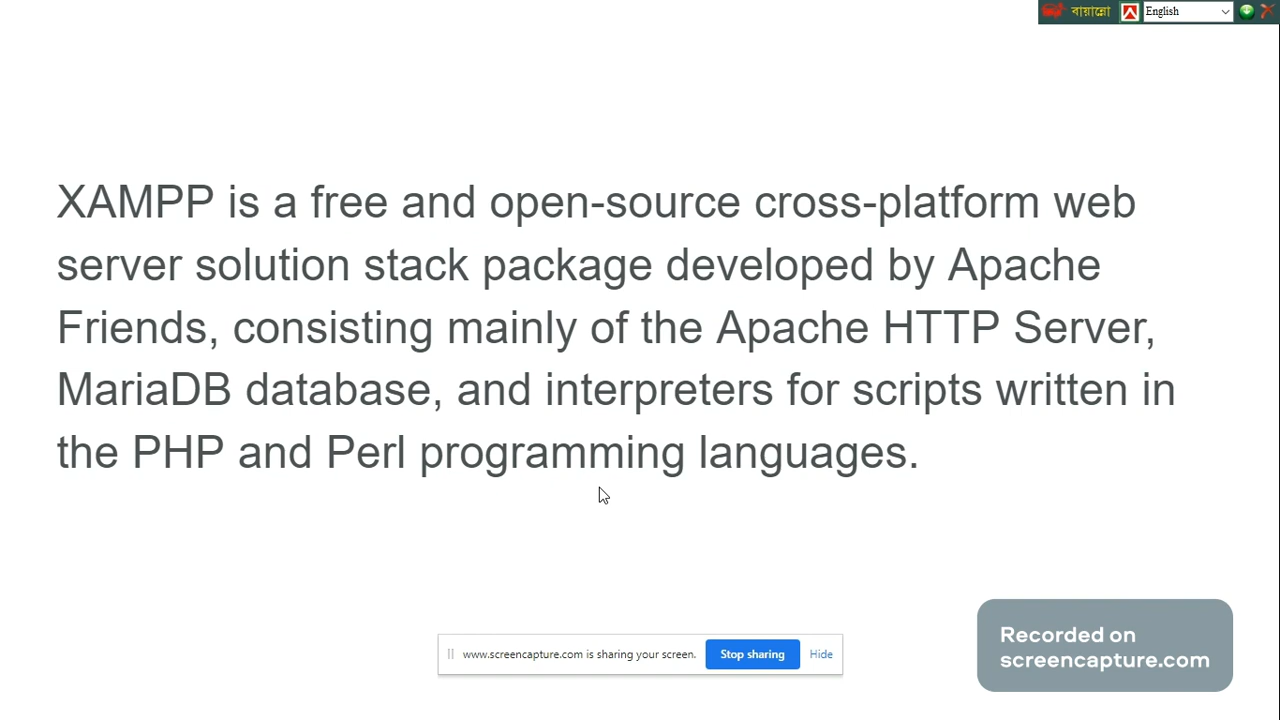 বায়ান্নো English
XAMPP is a free and open-source cross-platform web
server solution stack package developed by Apache
Friends, consisting mainly of the Apache HTTP Server,
MariaDB database, and interpreters for scripts written in
the PHP and Perl programming languages.
www.screencapture.com is sharing your screen. Stop sharing Hide
Recorded on
screencapture.com